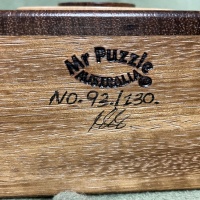 Mr Puzzle
AUSTRALIA
NO. 93./130.